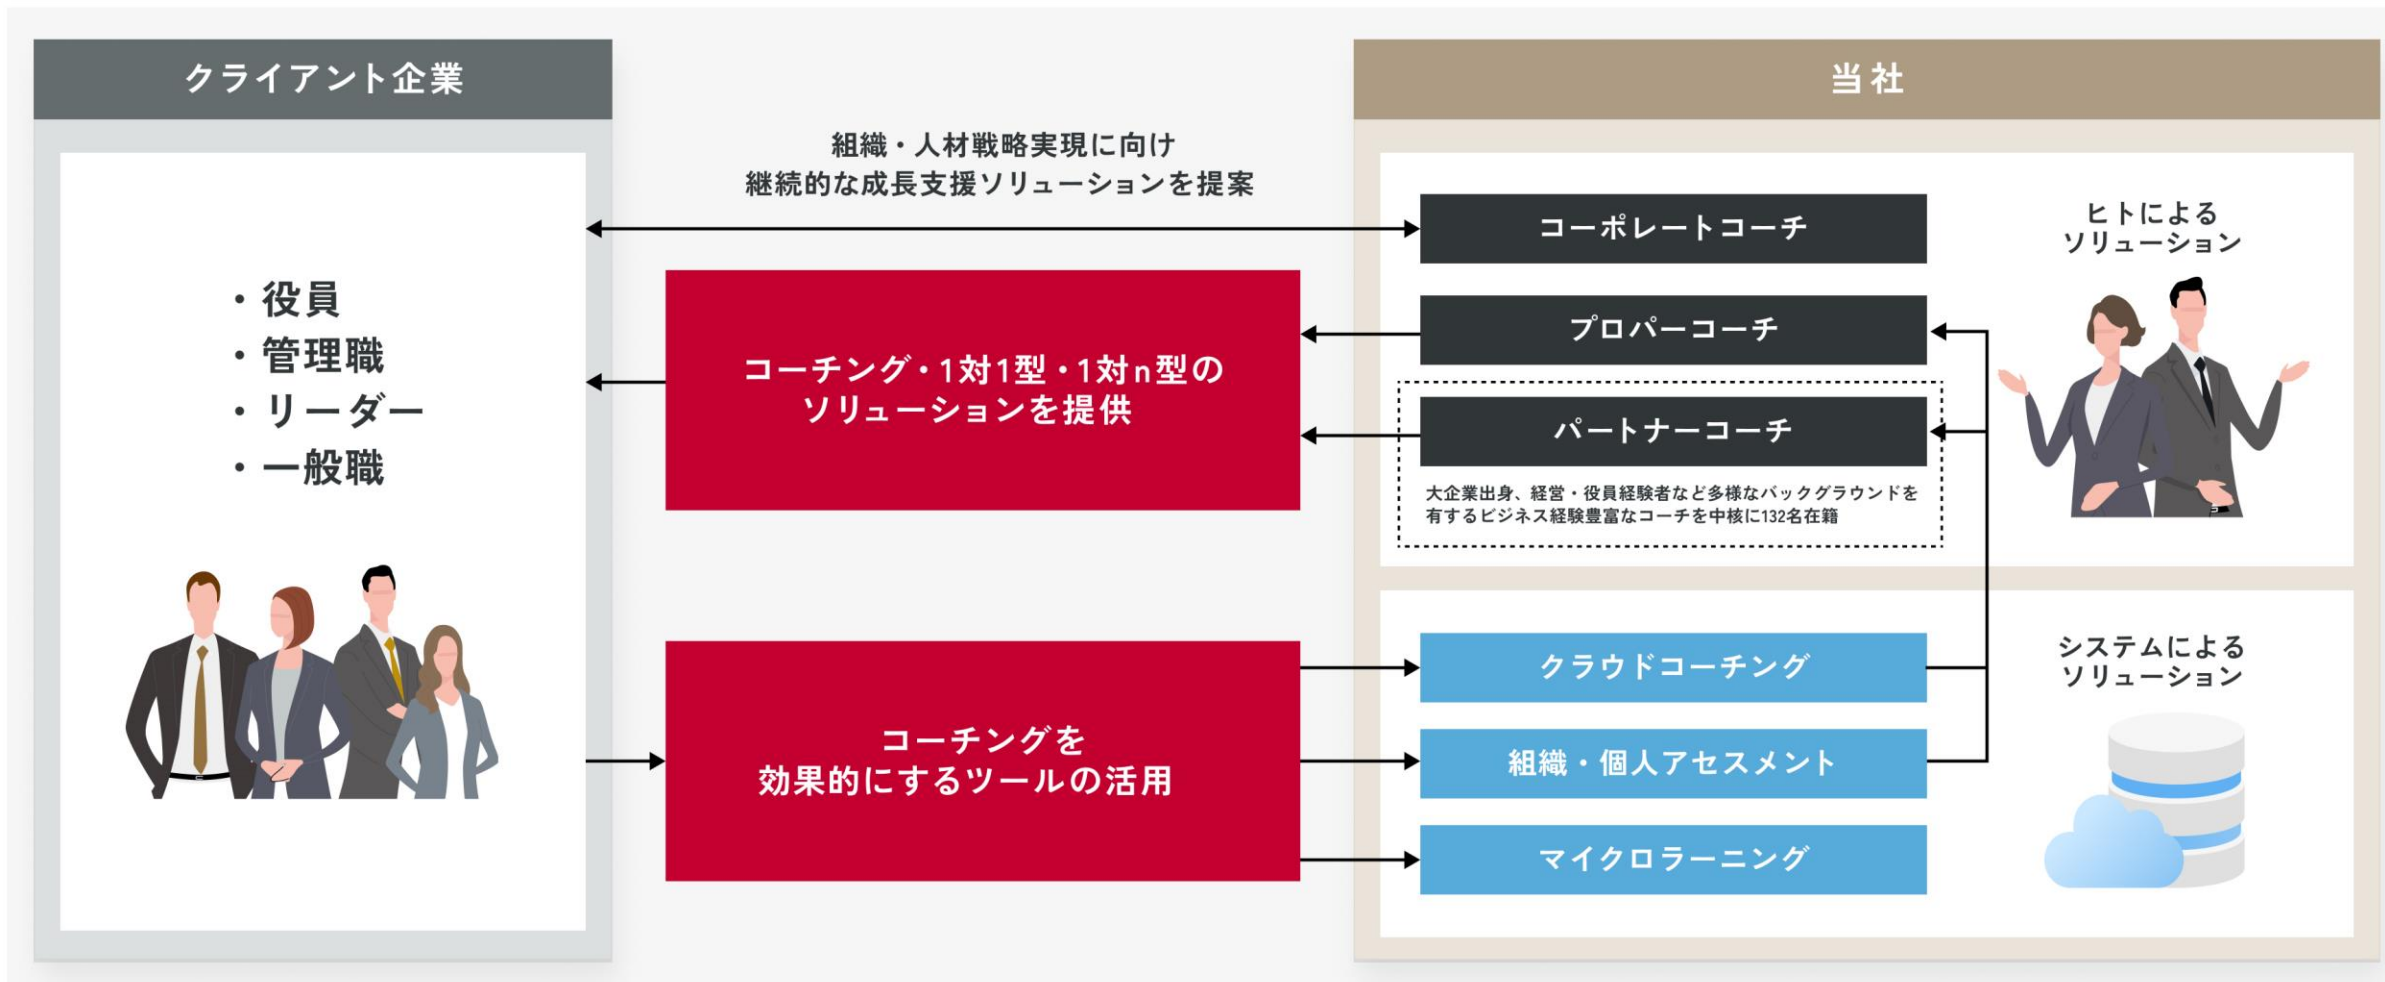 クライアント企業
・役員
・管理職
・リーダー
・一般職
組織・人材戦略実現に向け
継続的な成長支援ソリューションを提案
コーチング・1対1型・1対n型の
ソリューションを提供
コーチングを
効果的にするツールの活用
当社
コーポレートコーチ
プロパーコーチ
パートナーコーチ
大企業出身、経営・役員経験者など多様なバックグラウンドを
有するビジネス経験豊富なコーチを中核に132名在籍
ヒトによる
ソリューション
クラウドコーチング
組織・個人アセスメント
マイクロラーニング
システムによる
ソリューション